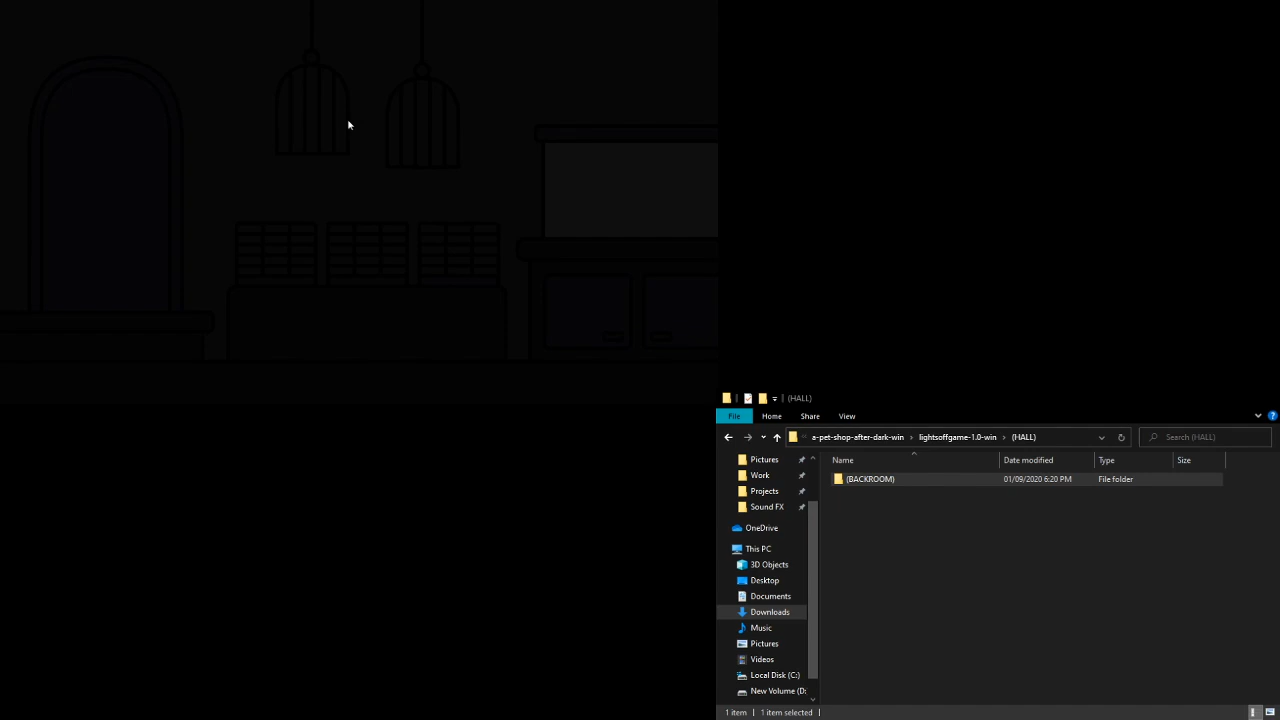 (HALL)
File Home Share View
a-pet-shop-after-dark-win › lightsoffgame-1.0-win › (HALL)
Search (HALL)
Name Date modified Type Size
(BACKROOM) 01/09/2020 6:20 PM File folder
Pictures
Work
Projects
Sound FX
OneDrive
This PC
3D Objects
Desktop
Documents
Downloads
Music
Pictures
Videos
Local Disk (C:)
New Volume (D:
1 item 1 item selected